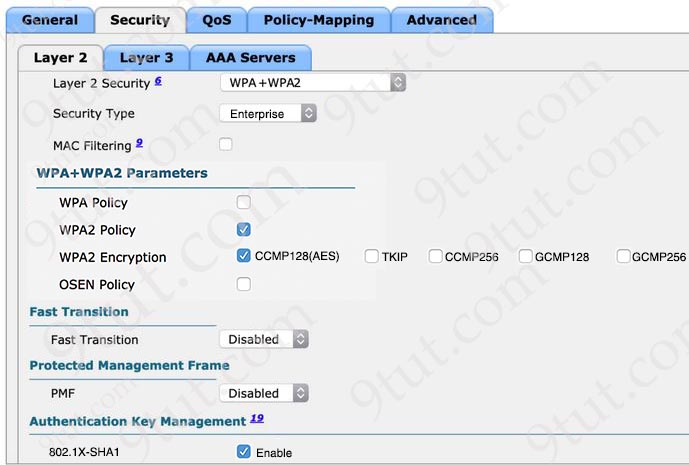 General Security QoS Policy-Mapping Advanced
Layer 2 Layer 3 AAA Servers
Layer 2 Security 6 WPA+WPA2
Security Type Enterprise
MAC Filtering 9
WPA+WPA2 Parameters
WPA Policy
WPA2 Policy
WPA2 Encryption CCMP128(AES) TKIP CCMP256 GCMP128 GCMP256
OSEN Policy
Fast Transition
Fast Transition Disabled
Protected Management Frame
PMF Disabled
Authentication Key Management 19
802.1X-SHA1 Enable
9tut.com